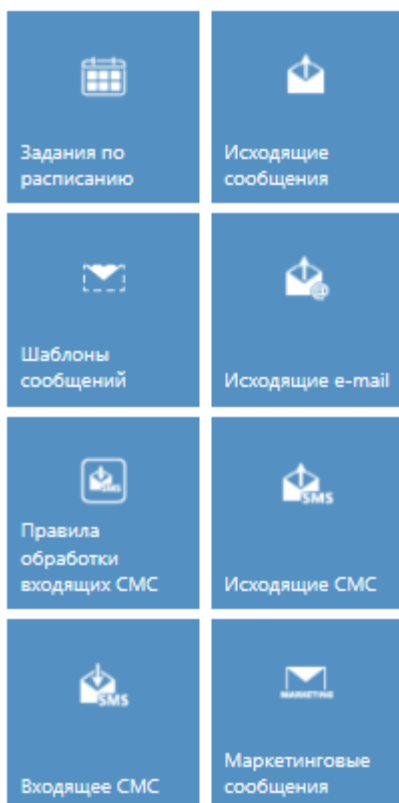 Задания по
расписанию
Исходящие
сообщения
Шаблоны
сообщений
@
Исходящие e-mail
SMS
Правила
обработки
входящих СМС
SMS
Исходящие СМС
SMS
Входящее СМС
MARKETING
Маркетинговые
сообщения